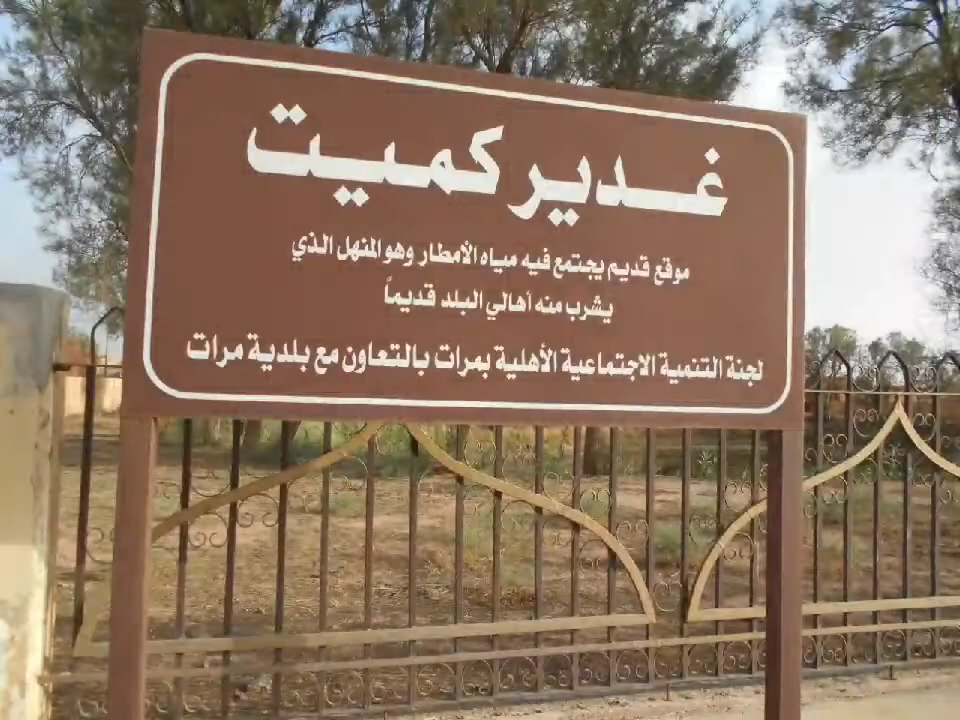 غدير كميت
موقع قديم يجتمع فيه مياه الأمطار وهو المنهل الذي
يشرب منه أهالي البلد قديماً
لجنة التنمية الاجتماعية الأهلية بمرات بالتعاون مع بلدية مرات